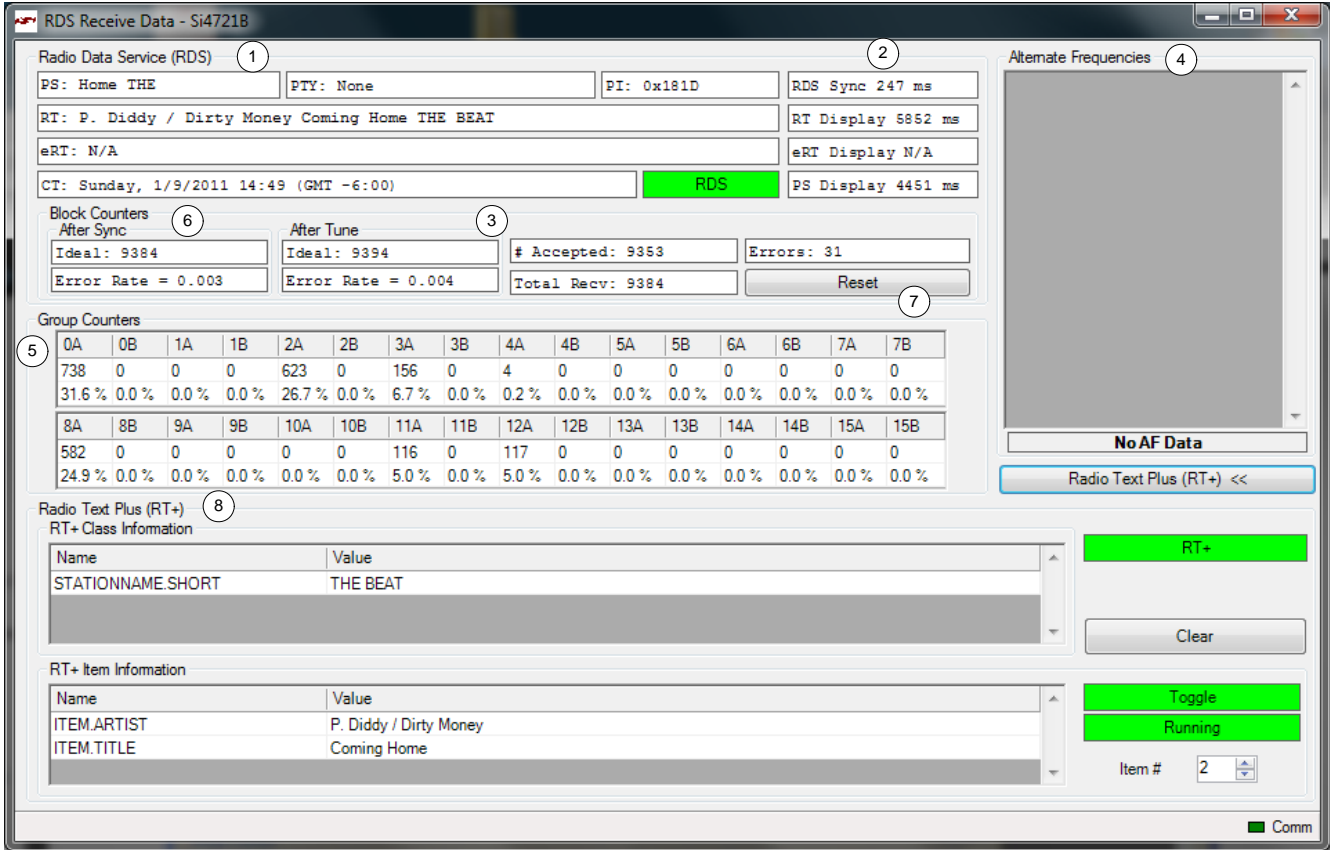 RDS Receive Data - Si4721B
Radio Data Service (RDS) 1 2
PS: Home THE PTY: None PI: 0x181D RDS Sync 247 ms
RT: P. Diddy / Dirty Money Coming Home THE BEAT RT Display 5852 ms
eRT: N/A eRT Display N/A
CT: Sunday, 1/9/2011 14:49 (GMT -6:00) RDS PS Display 4451 ms
Block Counters
After Sync 6 After Tune 3
Ideal: 9384 Ideal: 9394 # Accepted: 9353 Errors: 31
Error Rate = 0.003 Error Rate = 0.004 Total Recv: 9384 Reset
7
Alternate Frequencies 4
No AF Data
Radio Text Plus (RT+) <<
Group Counters
5
0A 0B 1A 1B 2A 2B 3A 3B 4A 4B 5A 5B 6A 6B 7A 7B
738 0 0 0 623 0 156 0 4 0 0 0 0 0 0 0
31.6 % 0.0 % 0.0 % 0.0 % 26.7 % 0.0 % 6.7 % 0.0 % 0.2 % 0.0 % 0.0 % 0.0 % 0.0 % 0.0 % 0.0 % 0.0 %
8A 8B 9A 9B 10A 10B 11A 11B 12A 12B 13A 13B 14A 14B 15A 15B
582 0 0 0 0 0 116 0 117 0 0 0 0 0 0 0
24.9 % 0.0 % 0.0 % 0.0 % 0.0 % 0.0 % 5.0 % 0.0 % 5.0 % 0.0 % 0.0 % 0.0 % 0.0 % 0.0 % 0.0 % 0.0 %
Radio Text Plus (RT+) 8
RT+ Class Information
Name Value
STATIONNAME.SHORT THE BEAT
RT+
Clear
RT+ Item Information
Name Value
ITEM.ARTIST P. Diddy / Dirty Money
ITEM.TITLE Coming Home
Toggle
Running
Item # 2
Comm